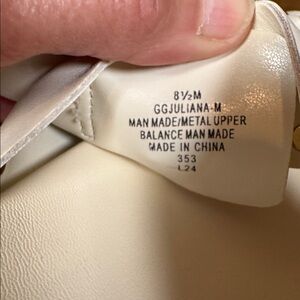 8½M
GGJULIANA-M
MAN MADE/METAL UPPER
BALANCE MAN MADE
MADE IN CHINA
353
L24